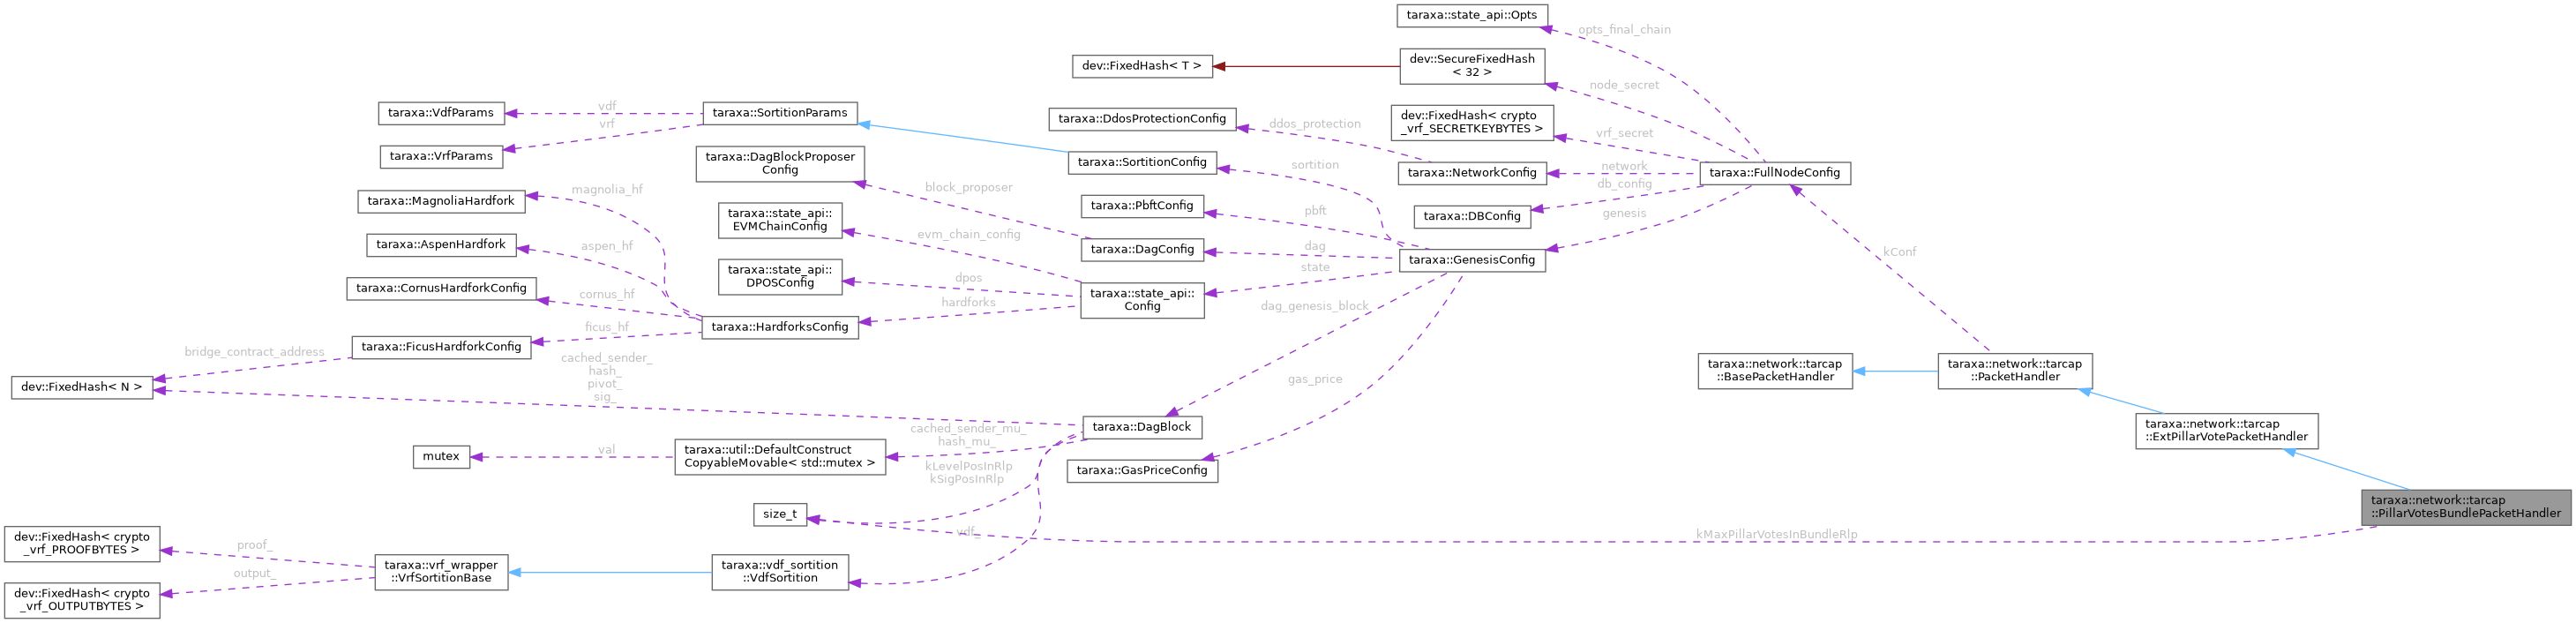 taraxa::state_api::Opts
opts_final_chain
dev::FixedHash< T >
dev::SecureFixedHash
< 32 >
node_secret
taraxa::VdfParams
vdf
taraxa::SortitionParams
vrf
taraxa::VrfParams
taraxa::DdosProtectionConfig
ddos_protection
dev::FixedHash< crypto
_vrf_SECRETKEYBYTES >
vrf_secret
taraxa::DagBlockProposer
Config
taraxa::SortitionConfig
sortition
taraxa::NetworkConfig
network
taraxa::FullNodeConfig
db_config
taraxa::MagnoliaHardfork
magnolia_hf
block_proposer
taraxa::PbftConfig
pbft
taraxa::DBConfig
genesis
taraxa::state_api::
EVMChainConfig
evm_chain_config
taraxa::AspenHardfork
aspen_hf
taraxa::DagConfig
dag
taraxa::GenesisConfig
kConf
state
taraxa::state_api::
DPOSConfig
dpos
taraxa::CornusHardforkConfig
cornus_hf
hardforks
taraxa::state_api::
Config
dag_genesis_block
taraxa::HardforksConfig
ficus_hf
taraxa::FicusHardforkConfig
bridge_contract_address
cached_sender_
hash_
pivot_
sig_
dev::FixedHash< N >
gas_price
taraxa::network::tarcap
::BasePacketHandler
taraxa::network::tarcap
::PacketHandler
taraxa::DagBlock
cached_sender_mu_
hash_mu_
taraxa::network::tarcap
::ExtPillarVotePacketHandler
mutex
val
taraxa::util::DefaultConstruct
CopyableMovable< std::mutex >
kLevelPosInRlp
kSigPosInRlp
taraxa::GasPriceConfig
size_t
taraxa::network::tarcap
::PillarVotesBundlePacketHandler
vdf_
kMaxPillarVotesInBundleRlp
dev::FixedHash< crypto
_vrf_PROOFBYTES >
proof_
taraxa::vrf_wrapper
::VrfSortitionBase
taraxa::vdf_sortition
::VdfSortition
output_
dev::FixedHash< crypto
_vrf_OUTPUTBYTES >